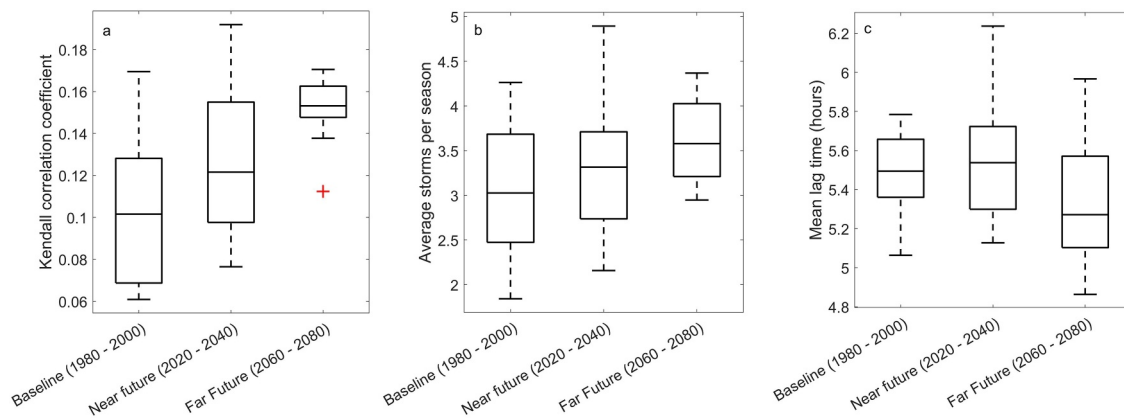 a
Kendall correlation coefficient
0.18
0.16
0.14
0.12
0.1
0.08
0.06
Baseline (1980 - 2000)
Near future (2020 - 2040)
Far Future (2060 - 2080)
b
Average storms per season
5
4.5
4
3.5
3
2.5
2
Baseline (1980 - 2000)
Near future (2020 - 2040)
Far Future (2060 - 2080)
c
Mean lag time (hours)
6.2
6
5.8
5.6
5.4
5.2
5
4.8
Baseline (1980 - 2000)
Near future (2020 - 2040)
Far Future (2060 - 2080)